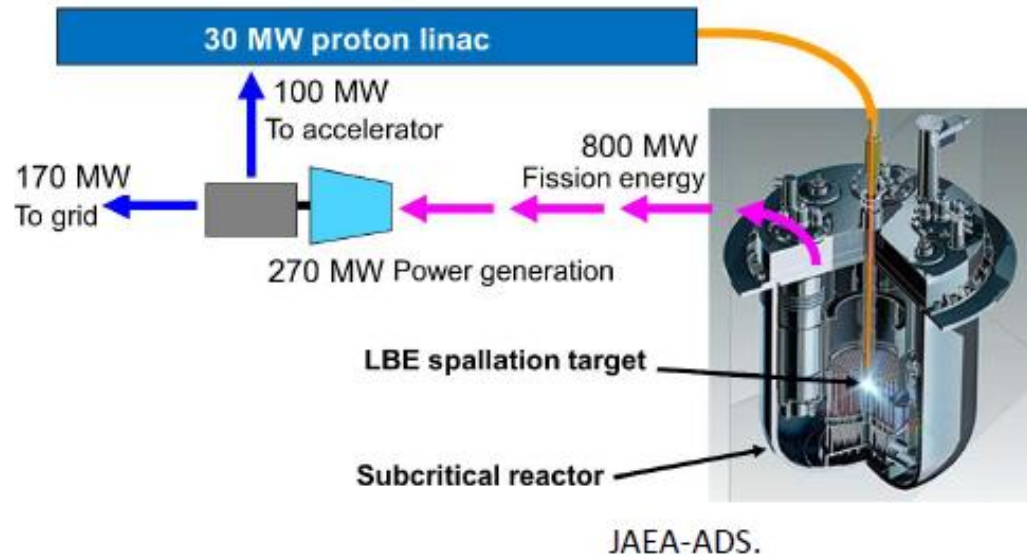 30 MW proton linac
100 MW
To accelerator
800 MW
Fission energy
170 MW
To grid
270 MW Power generation
LBE spallation target
Subcritical reactor
JAEA-ADS.